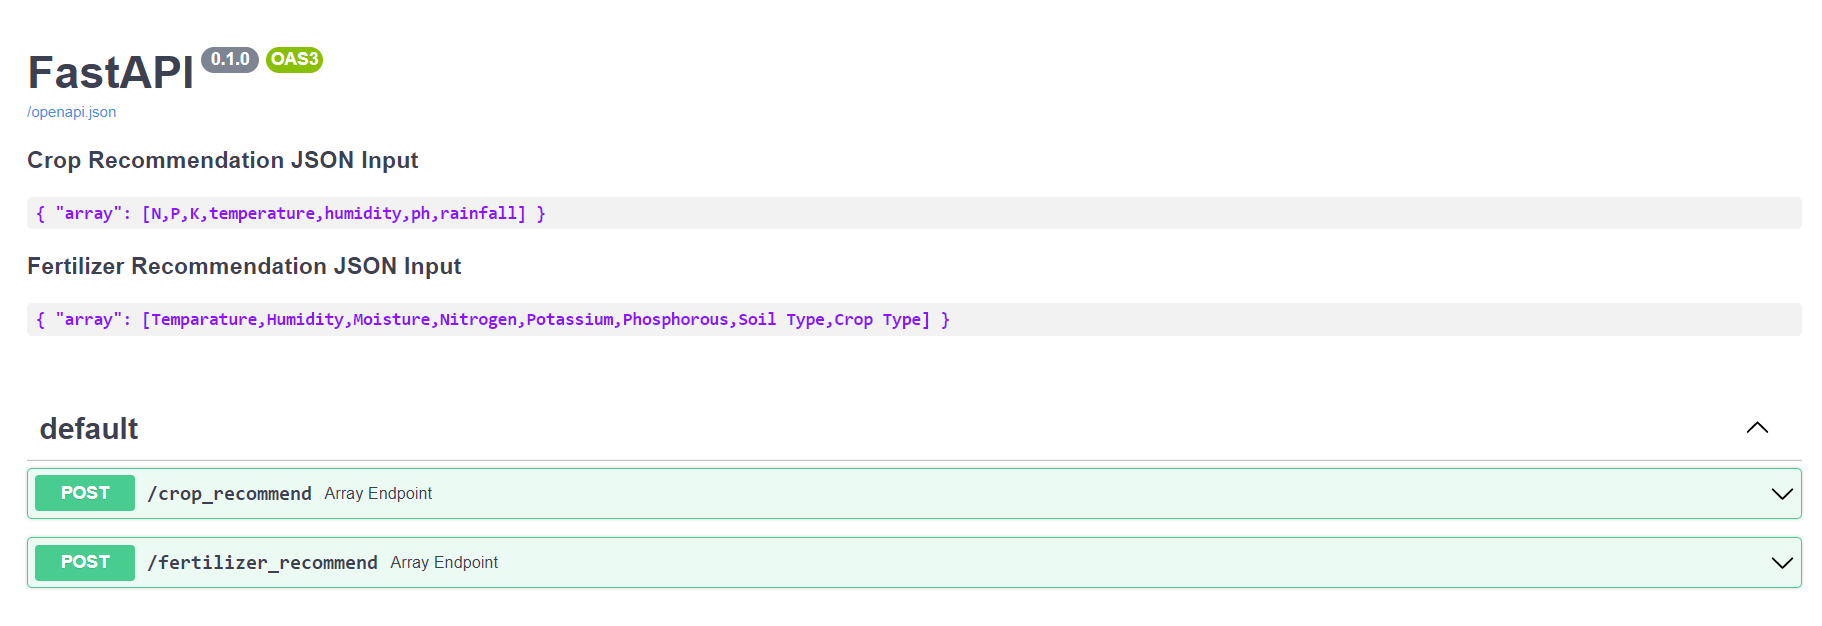 FastAPI 0.1.0 OAS3
/openapi.json
Crop Recommendation JSON Input
{ "array": [N,P,K,temperature,humidity,ph,rainfall] }
Fertilizer Recommendation JSON Input
{ "array": [Temparature,Humidity,Moisture,Nitrogen,Potassium,Phosphorous,Soil Type,Crop Type] }
default
POST /crop_recommend Array Endpoint
POST /fertilizer_recommend Array Endpoint